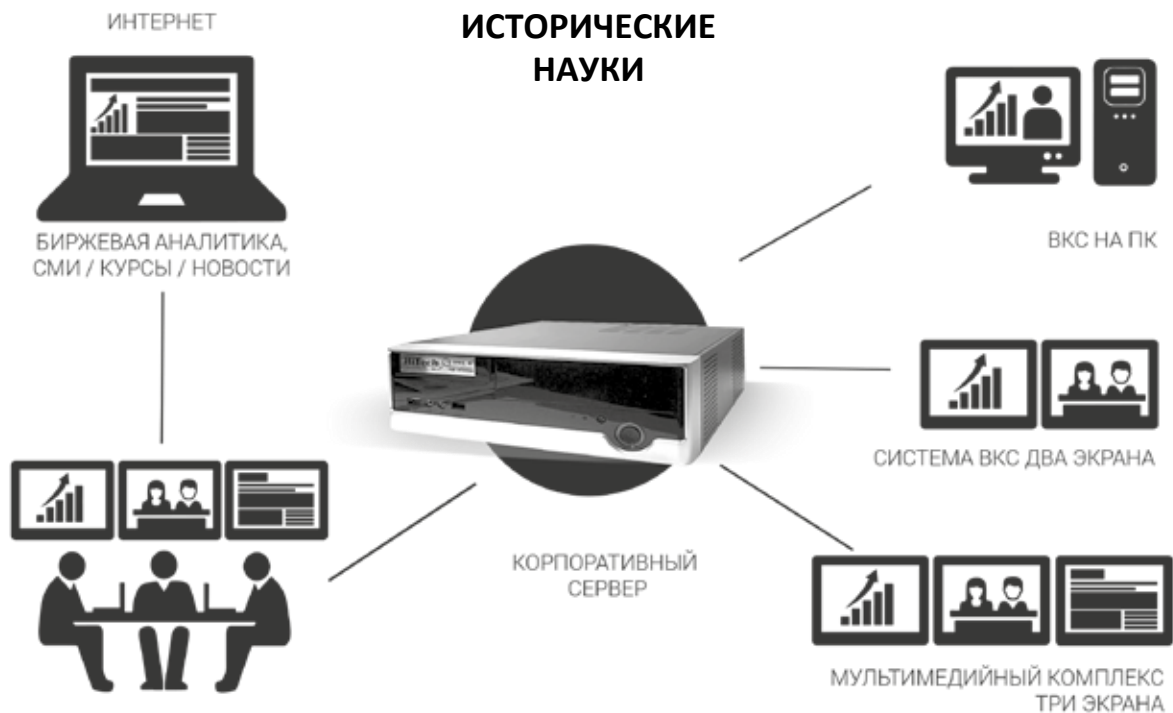 ИНТЕРНЕТ
ИСТОРИЧЕСКИЕ
НАУКИ
БИРЖЕВАЯ АНАЛИТИКА,
СМИ / КУРСЫ / НОВОСТИ
ВКС НА ПК
СИСТЕМА ВКС ДВА ЭКРАНА
КОРПОРАТИВНЫЙ
СЕРВЕР
МУЛЬТИМЕДИЙНЫЙ КОМПЛЕКС
ТРИ ЭКРАНА